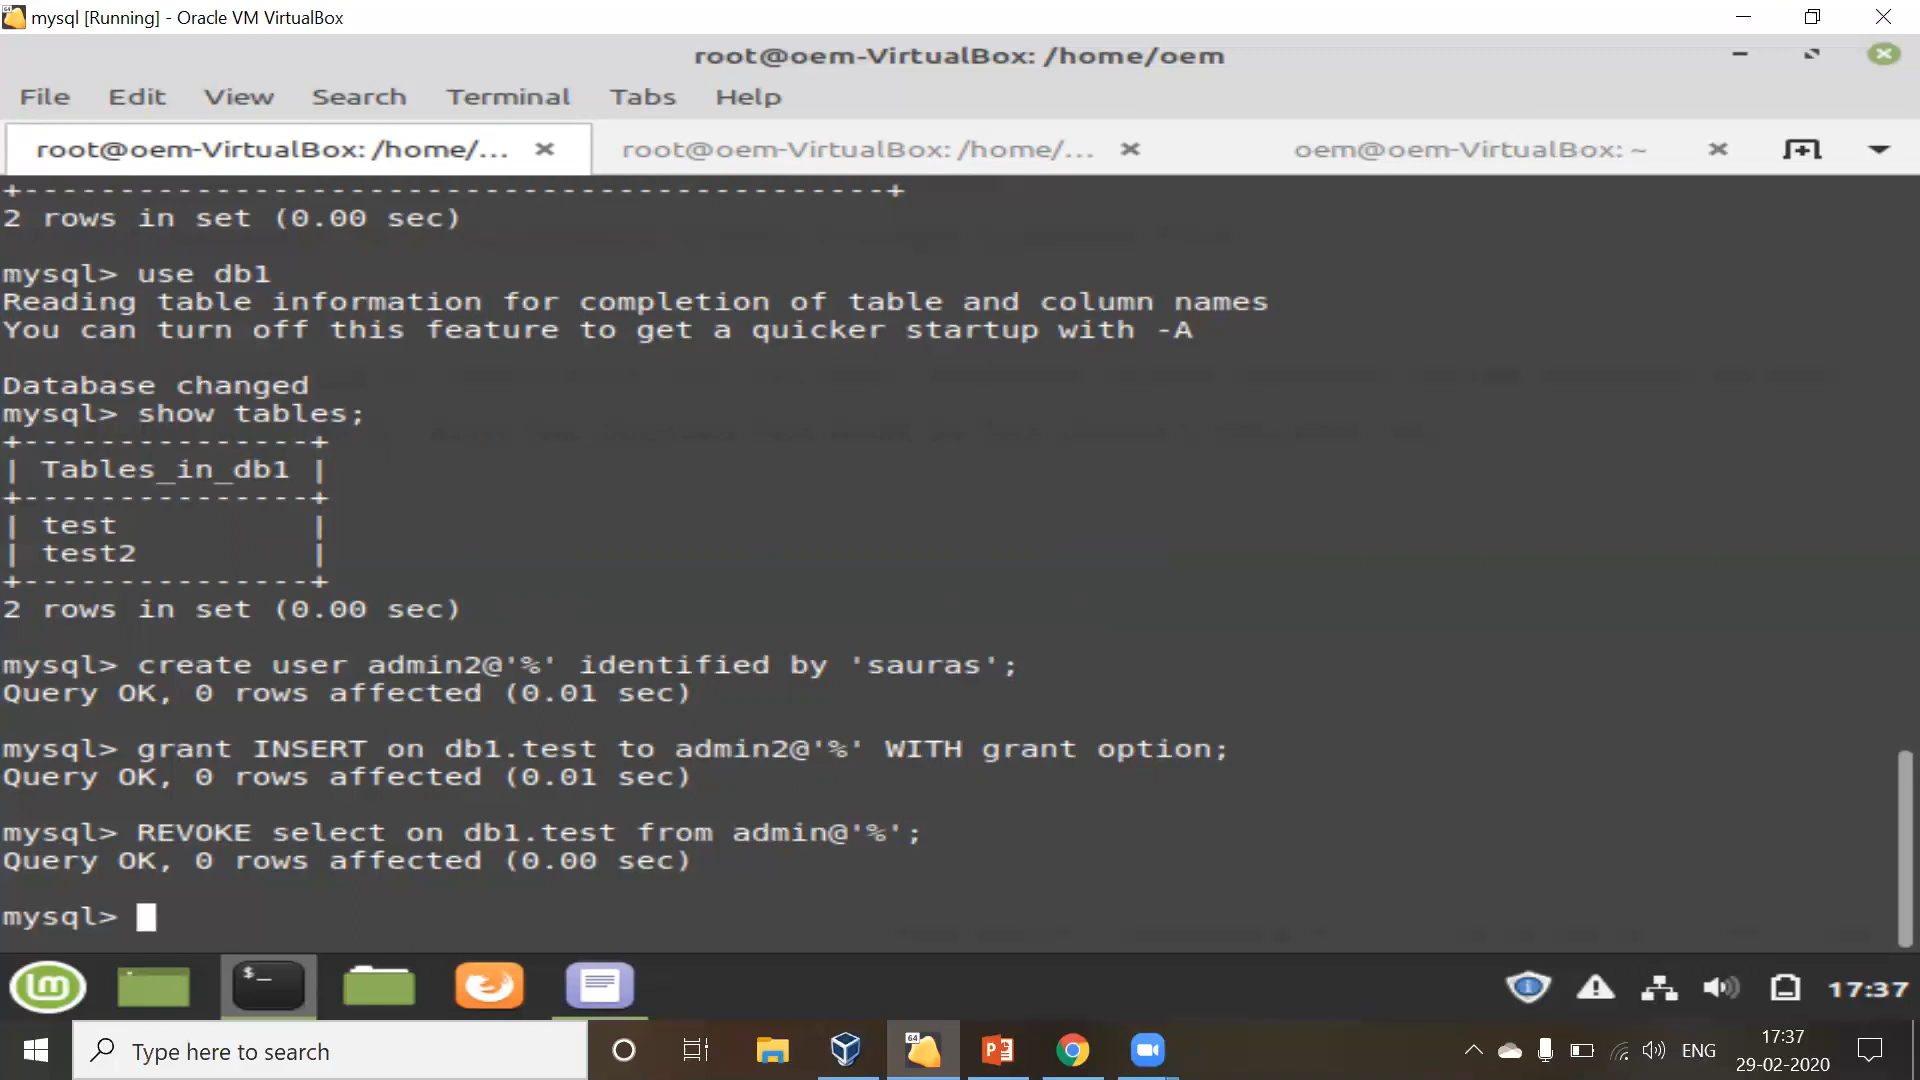 mysql [Running] - Oracle VM VirtualBox
root@oem-VirtualBox: /home/oem
File Edit View Search Terminal Tabs Help
root@oem-VirtualBox: /home/... × root@oem-VirtualBox: /home/... × oem@oem-VirtualBox: ~ ×
+---------------------------------------------+
2 rows in set (0.00 sec)
mysql> use db1
Reading table information for completion of table and column names
You can turn off this feature to get a quicker startup with -A
Database changed
mysql> show tables;
+---------------+
| Tables_in_db1 |
+---------------+
| test          |
| test2         |
+---------------+
2 rows in set (0.00 sec)
mysql> create user admin2@'%' identified by 'sauras';
Query OK, 0 rows affected (0.01 sec)
mysql> grant INSERT on db1.test to admin2@'%' WITH grant option;
Query OK, 0 rows affected (0.01 sec)
mysql> REVOKE select on db1.test from admin@'%';
Query OK, 0 rows affected (0.00 sec)
mysql>
$_
17:37
Type here to search
64
P
ENG
17:37
29-02-2020